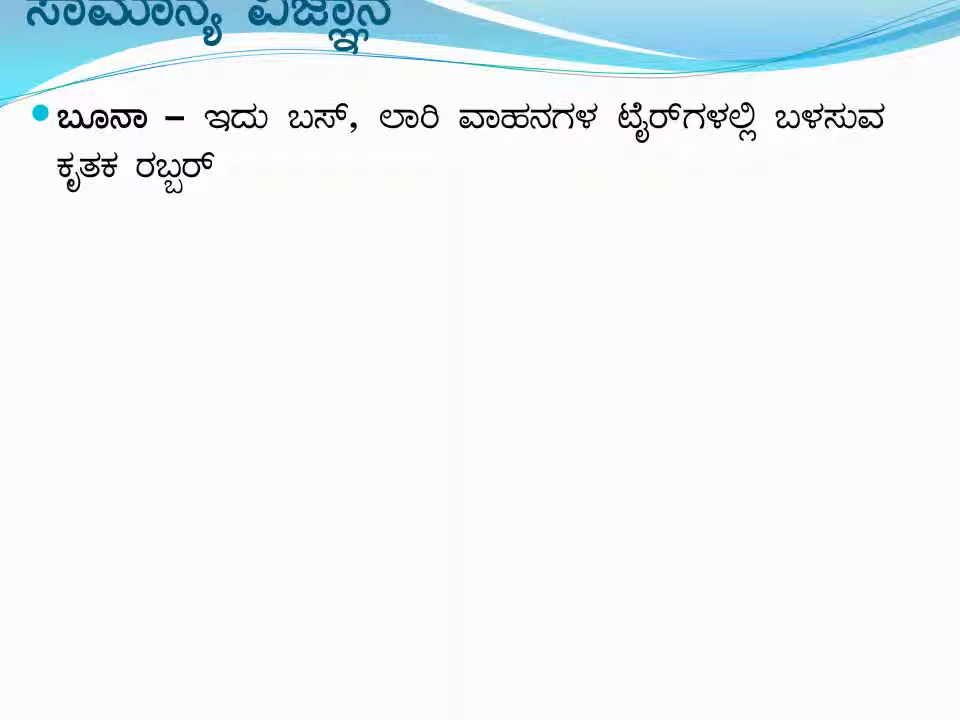 ಸಾಮಾನ್ಯ ವಿಜ್ಞಾನ
ಬೂನಾ – ಇದು ಬಸ್, ಲಾರಿ ವಾಹನಗಳ ಟೈರ್‌ಗಳಲ್ಲಿ ಬಳಸುವ
ಕೃತಕ ರಬ್ಬರ್